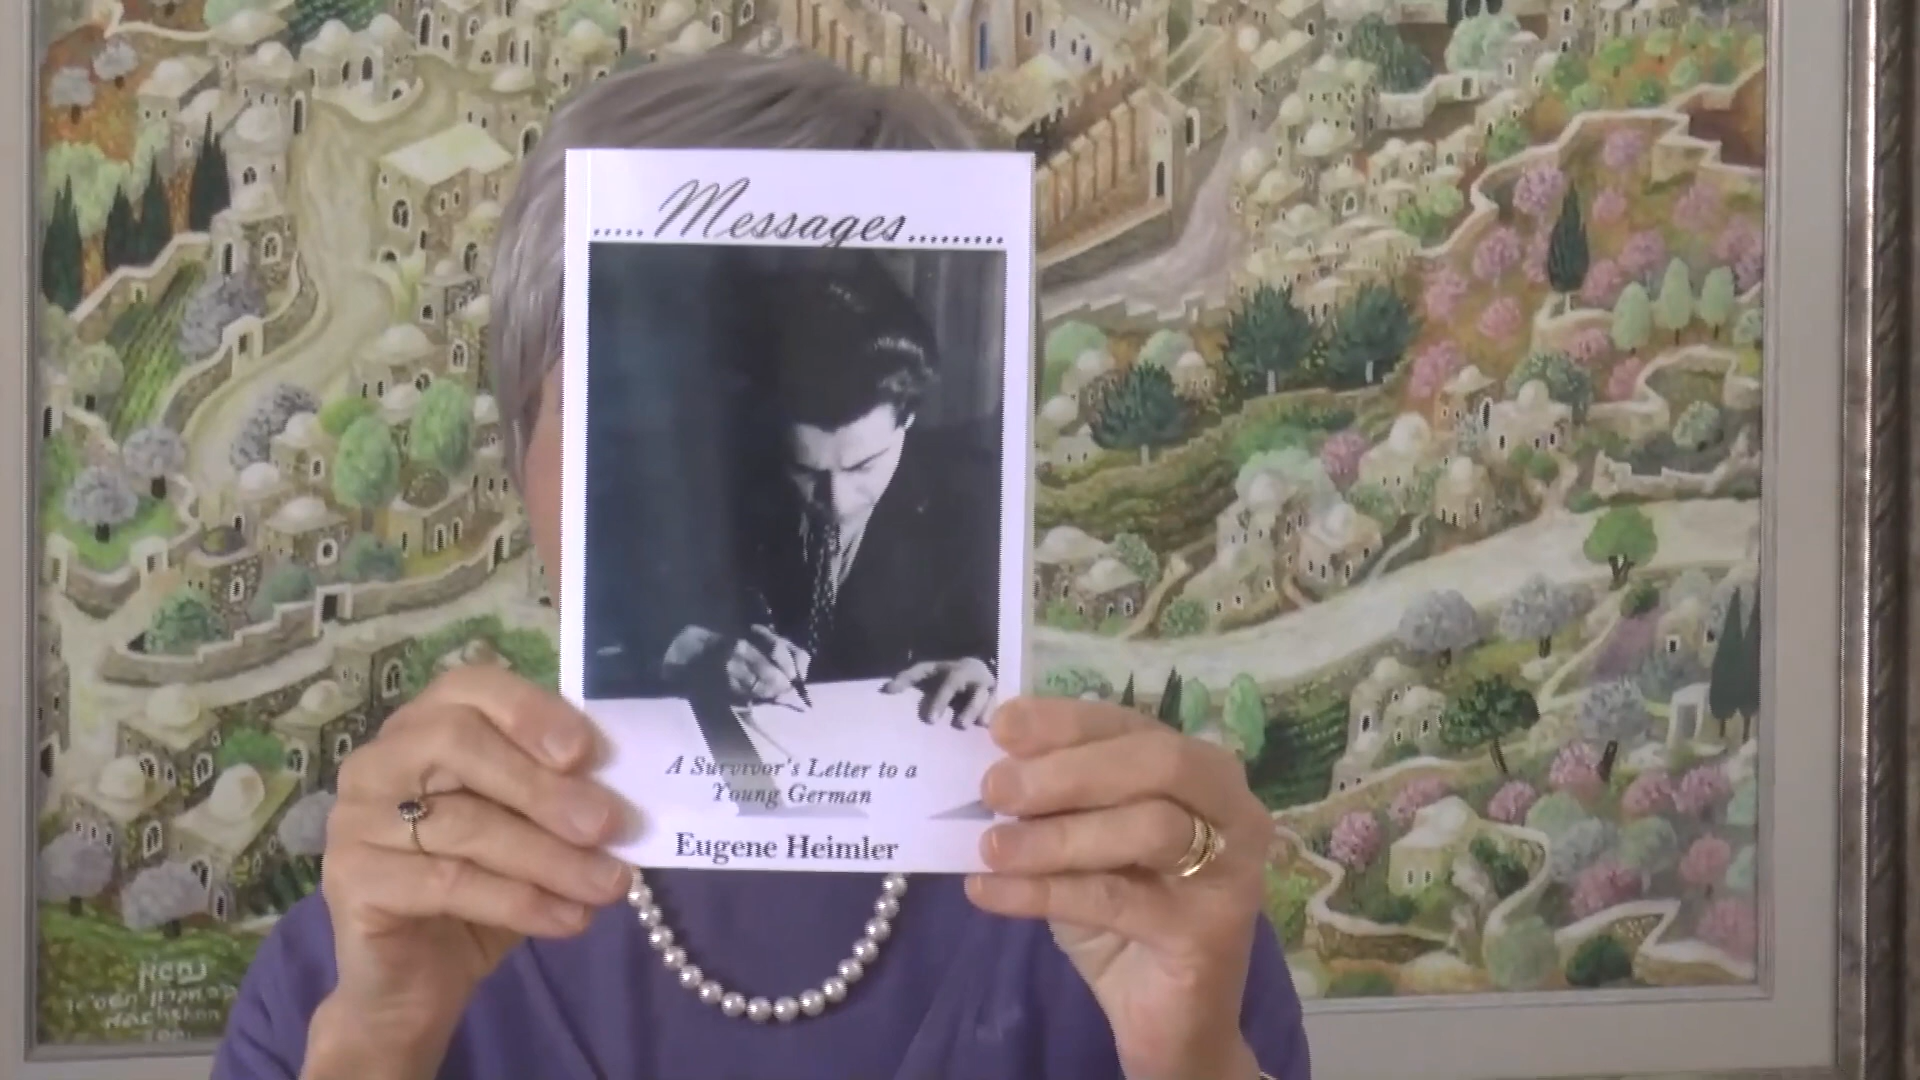 .....Messages.........
A Survivor's Letter to a
Young German
Eugene Heimler